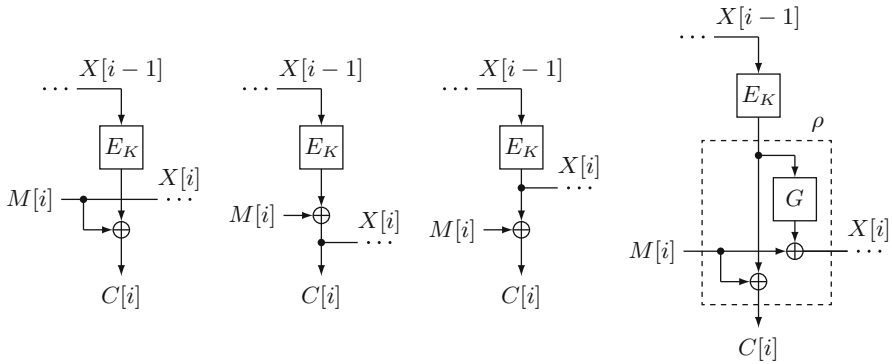 · · · X[i − 1]
E_K
M[i] X[i] · · ·
C[i]
· · · X[i − 1]
E_K
M[i] X[i] · · ·
C[i]
· · · X[i − 1]
E_K
X[i] · · ·
M[i]
C[i]
· · · X[i − 1]
E_K
ρ
G
M[i] X[i] · · ·
C[i]